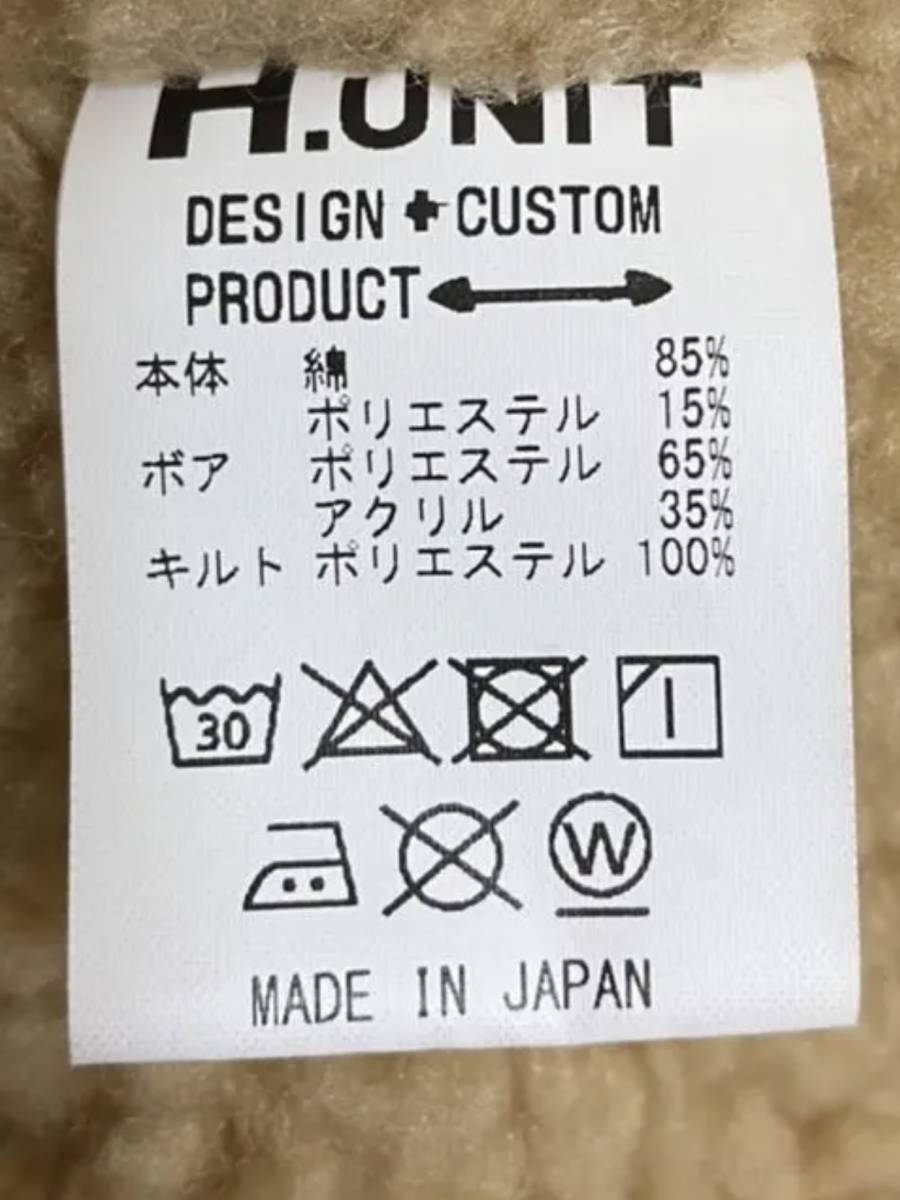 H.UNIT
DESIGN + CUSTOM
PRODUCT ↔
本体 綿 85%
ポリエステル 15%
ボア ポリエステル 65%
アクリル 35%
キルト ポリエステル 100%
30
W
MADE IN JAPAN